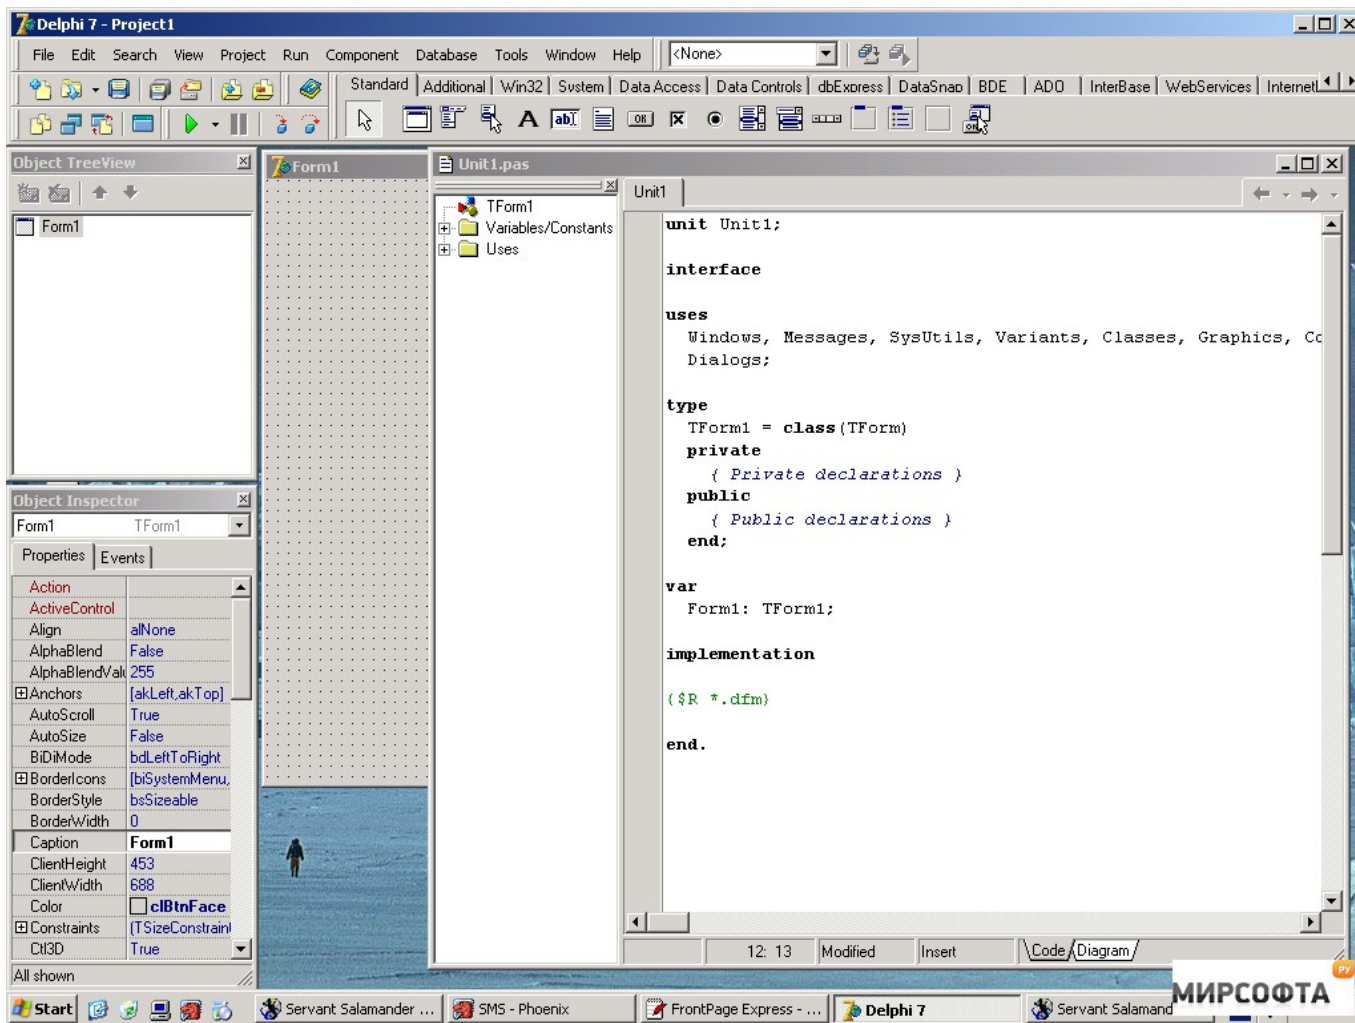 Delphi 7 - Project1
File Edit Search View Project Run Component Database Tools Window Help <None>
Standard Additional Win32 System Data Access Data Controls dbExpress DataSnap BDE ADO InterBase WebServices Internet
Object TreeView
Form1
Form1
Unit1.pas
TForm1
Variables/Constants
Uses
Unit1
unit Unit1;
interface
uses
Windows, Messages, SysUtils, Variants, Classes, Graphics, Co
Dialogs;
type
TForm1 = class(TForm)
private
{ Private declarations }
public
{ Public declarations }
end;
var
Form1: TForm1;
implementation
{$R *.dfm}
end.
12: 13 Modified Insert Code Diagram
Object Inspector
Form1 TForm1
Properties Events
Action
ActiveControl
Align alNone
AlphaBlend False
AlphaBlendValu 255
Anchors [akLeft,akTop]
AutoScroll True
AutoSize False
BiDiMode bdLeftToRight
BorderIcons [biSystemMenu,
BorderStyle bsSizeable
BorderWidth 0
Caption Form1
ClientHeight 453
ClientWidth 688
Color clBtnFace
Constraints (TSizeConstraint
Ctl3D True
All shown
Start Servant Salamander ... SMS - Phoenix FrontPage Express - ... Delphi 7 Servant Salamand
МИРСОФТА
РУ